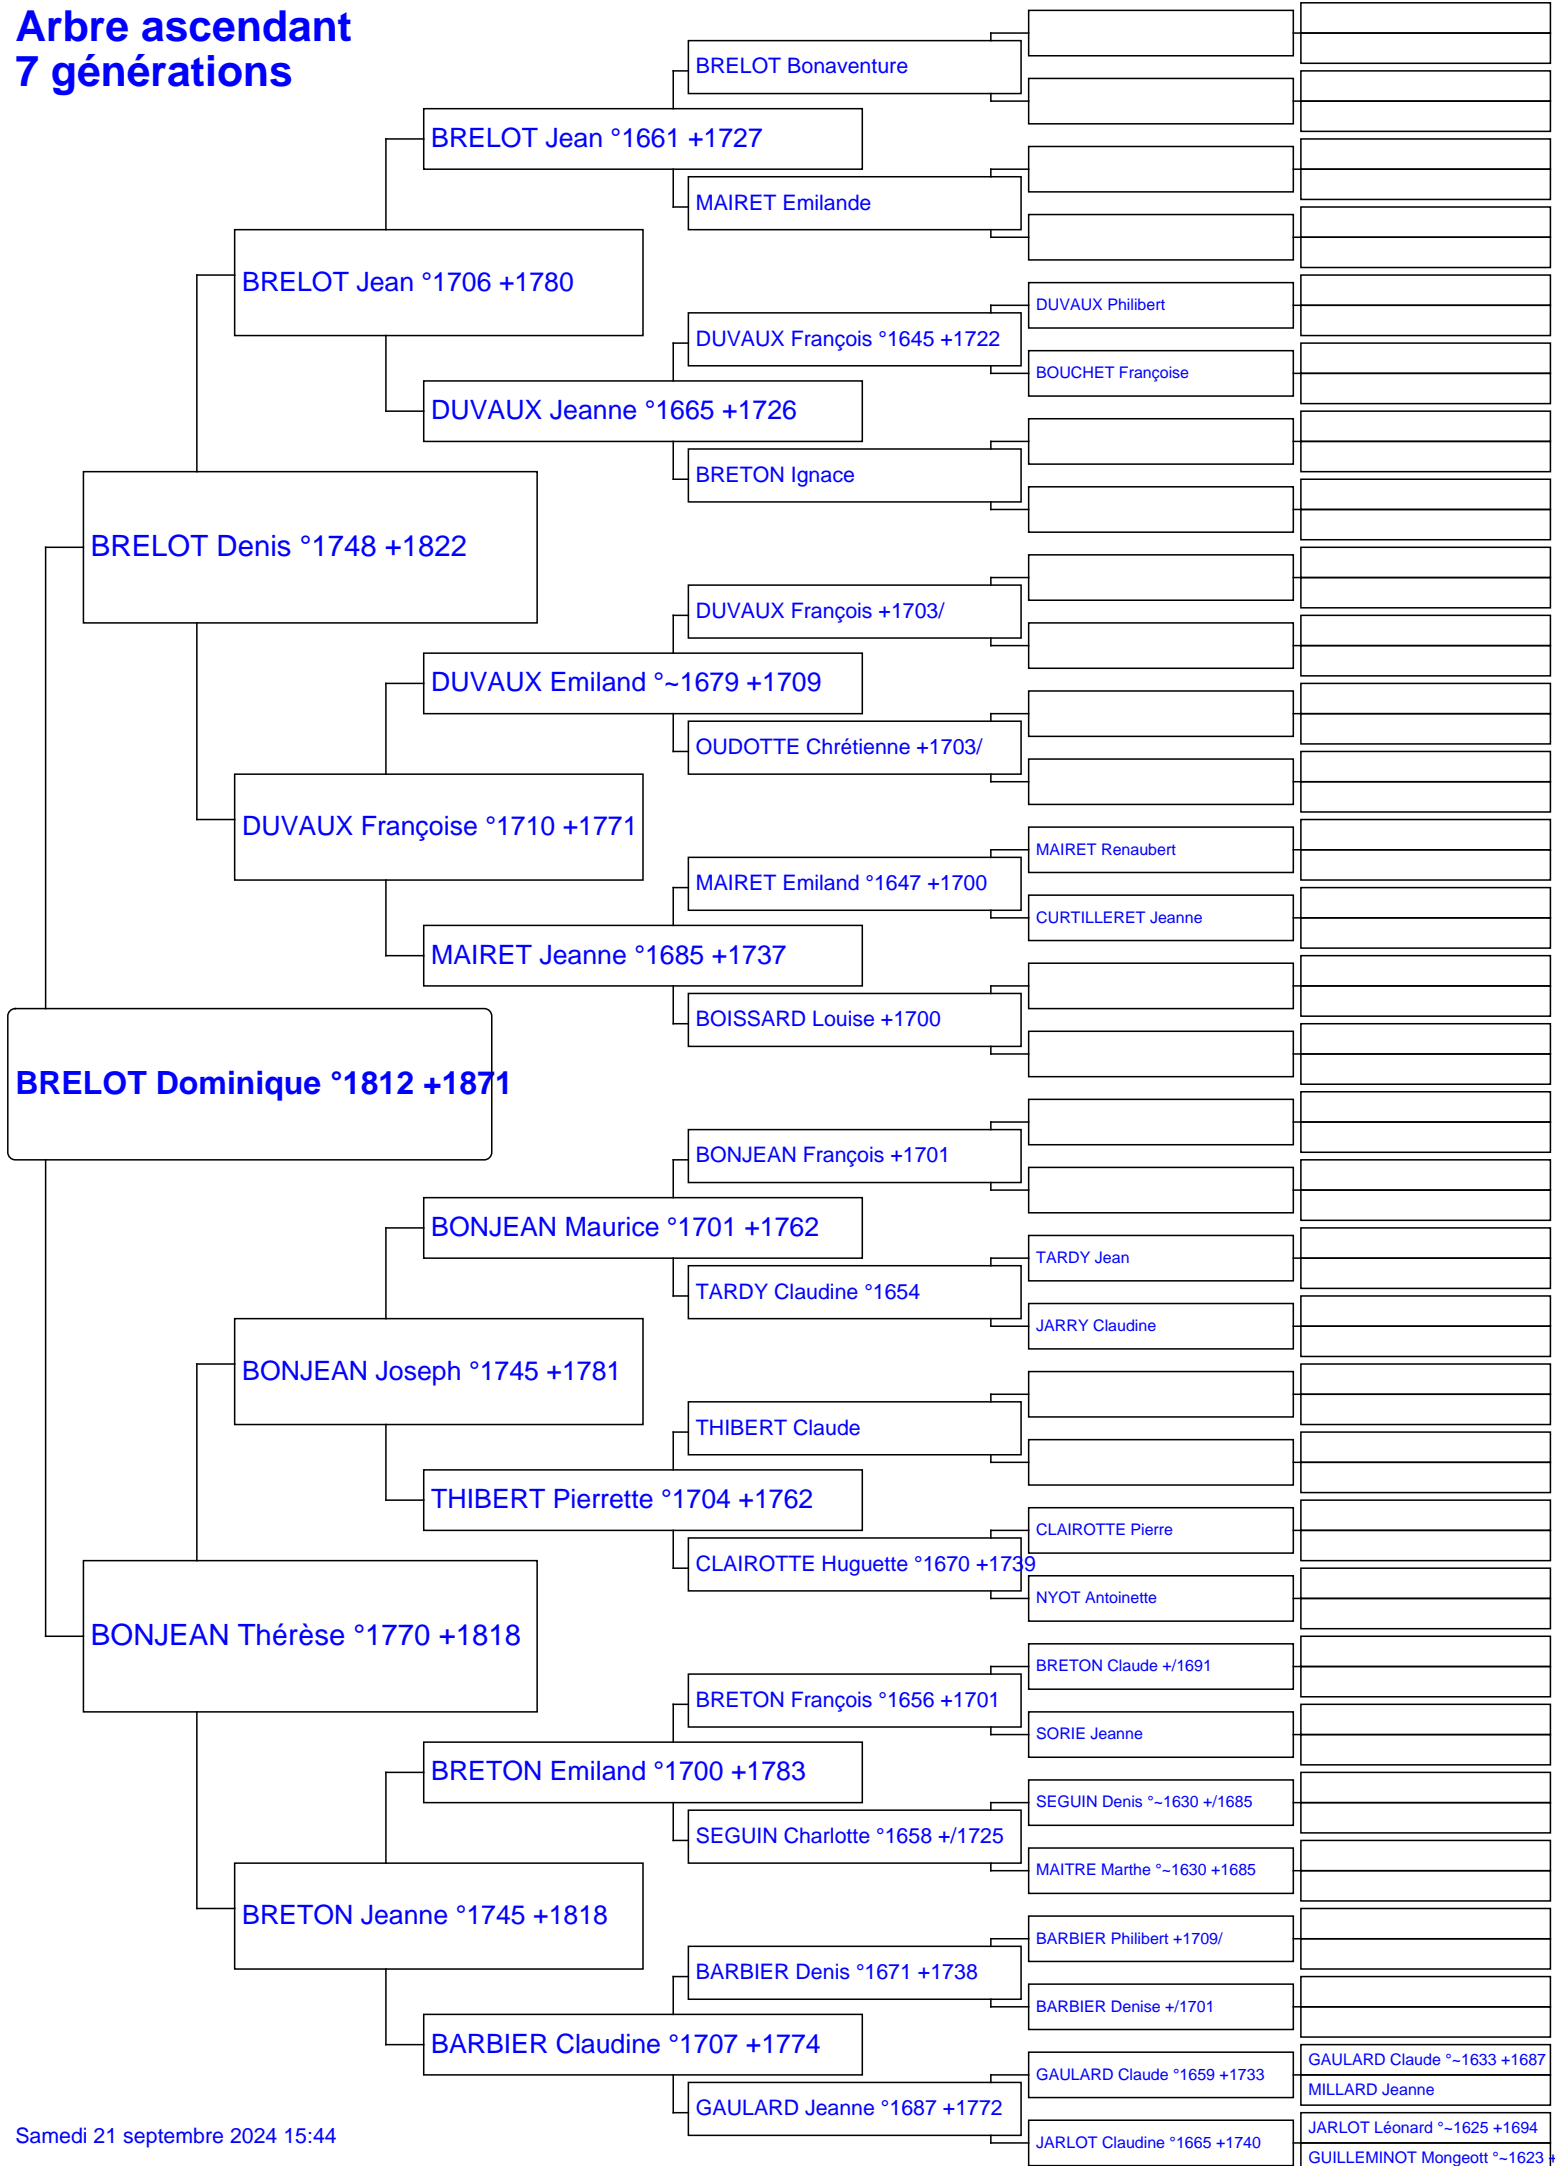 Arbre ascendant
7 générations
BRELOT Bonaventure
BRELOT Jean °1661 +1727
MAIRET Emilande
BRELOT Jean °1706 +1780
DUVAUX Philibert
DUVAUX François °1645 +1722
BOUCHET Françoise
DUVAUX Jeanne °1665 +1726
BRETON Ignace
BRELOT Denis °1748 +1822
DUVAUX François +1703/
DUVAUX Emiland °~1679 +1709
OUDOTTE Chrétienne +1703/
DUVAUX Françoise °1710 +1771
MAIRET Renaubert
MAIRET Emiland °1647 +1700
CURTILLERET Jeanne
MAIRET Jeanne °1685 +1737
BOISSARD Louise +1700
BRELOT Dominique °1812 +1871
BONJEAN François +1701
BONJEAN Maurice °1701 +1762
TARDY Jean
TARDY Claudine °1654
JARRY Claudine
BONJEAN Joseph °1745 +1781
THIBERT Claude
THIBERT Pierrette °1704 +1762
CLAIROTTE Pierre
CLAIROTTE Huguette °1670 +1739
NYOT Antoinette
BONJEAN Thérèse °1770 +1818
BRETON Claude +/1691
BRETON François °1656 +1701
SORIE Jeanne
BRETON Emiland °1700 +1783
SEGUIN Denis °~1630 +/1685
SEGUIN Charlotte °1658 +/1725
MAITRE Marthe °~1630 +1685
BRETON Jeanne °1745 +1818
BARBIER Philibert +1709/
BARBIER Denis °1671 +1738
BARBIER Denise +/1701
BARBIER Claudine °1707 +1774
GAULARD Claude °~1633 +1687
GAULARD Claude °1659 +1733
MILLARD Jeanne
GAULARD Jeanne °1687 +1772
JARLOT Léonard °~1625 +1694
JARLOT Claudine °1665 +1740
GUILLEMINOT Mongeott °~1623 +
Samedi 21 septembre 2024 15:44